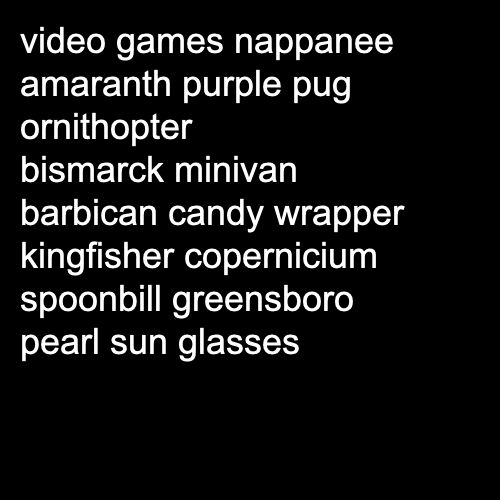 video games nappanee
amaranth purple pug
ornithopter
bismarck minivan
barbican candy wrapper
kingfisher copernicium
spoonbill greensboro
pearl sun glasses